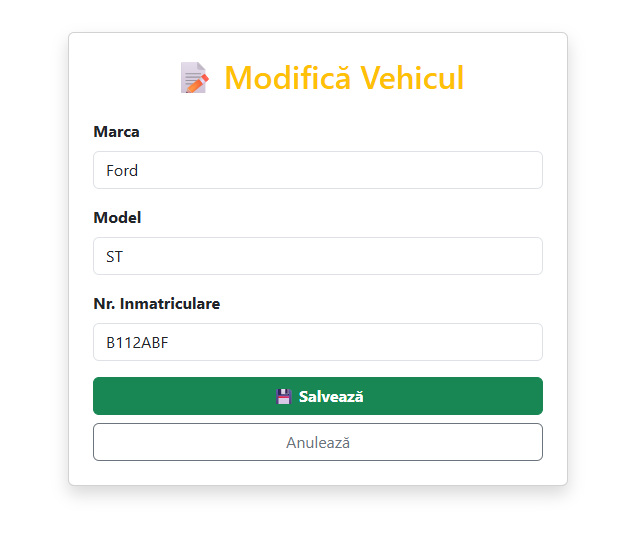 Modifică Vehicul
Marca
Ford
Model
ST
Nr. Inmatriculare
B112ABF
Salvează
Anulează